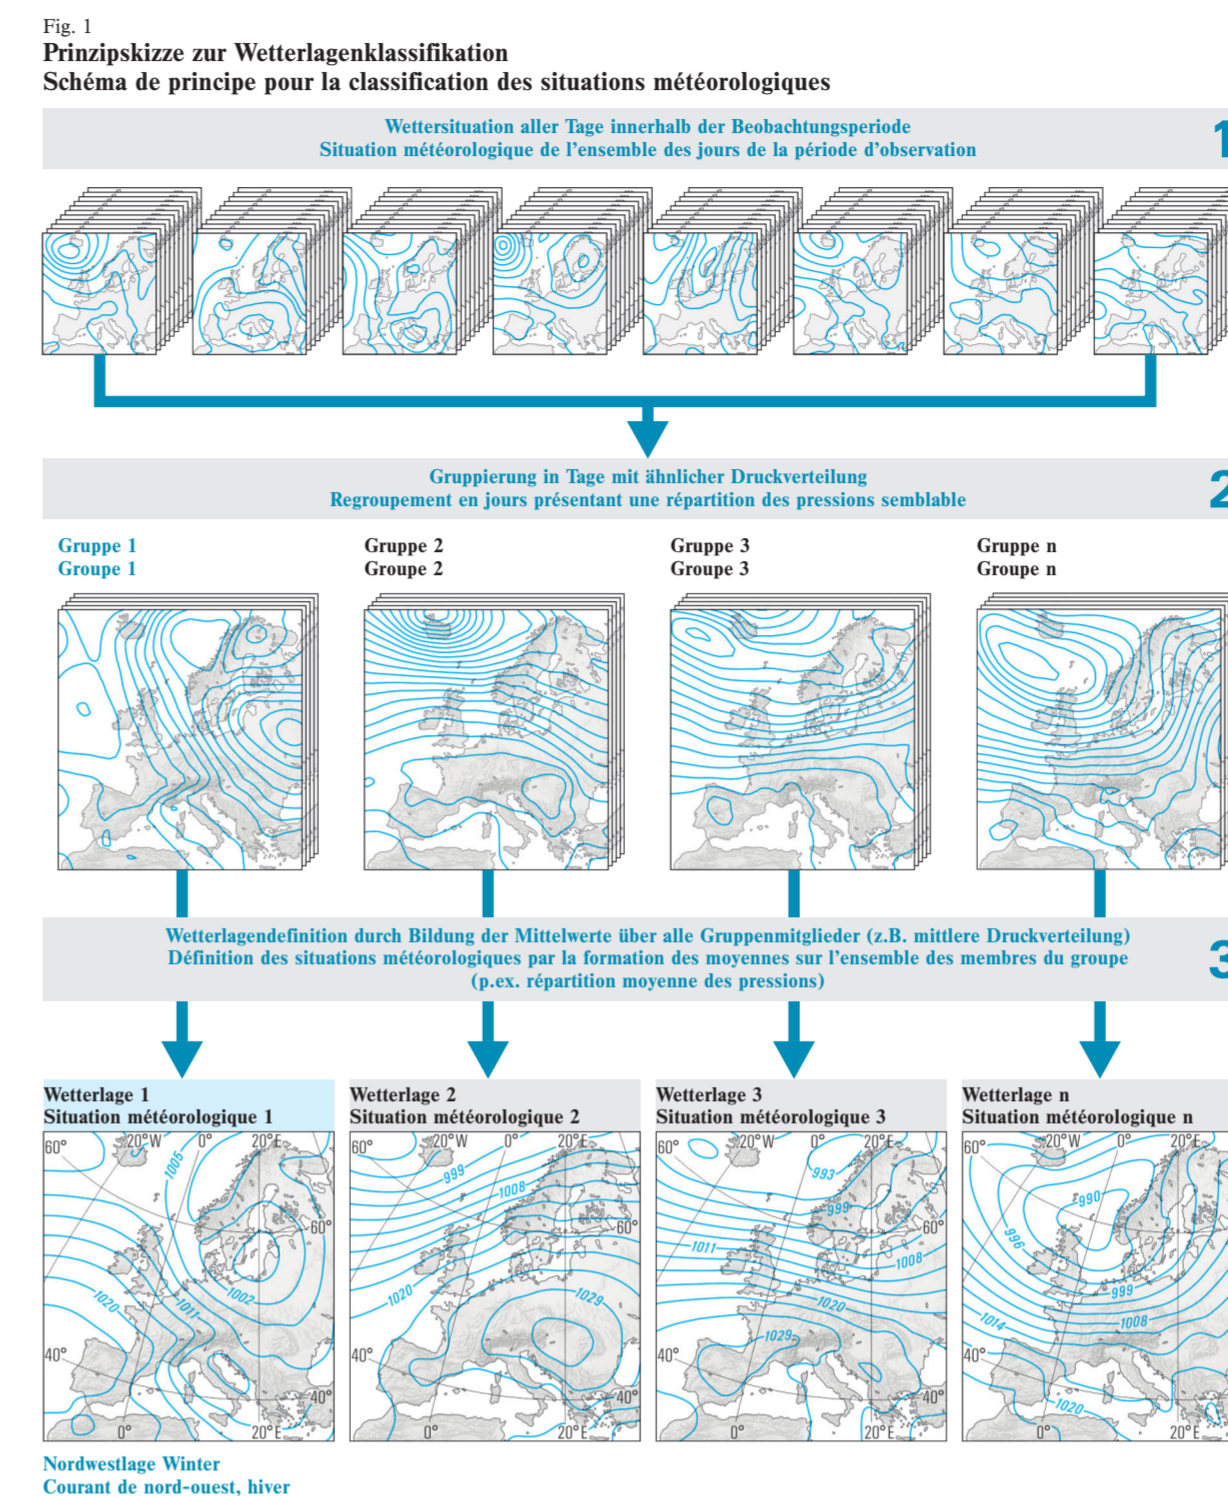 Fig. 1
Prinzipskizze zur Wetterlagenklassifikation
Schéma de principe pour la classification des situations météorologiques
Wettersituation aller Tage innerhalb der Beobachtungsperiode
Situation météorologique de l'ensemble des jours de la période d'observation
1
Gruppierung in Tage mit ähnlicher Druckverteilung
Regroupement en jours présentant une répartition des pressions semblable
2
Gruppe 1
Groupe 1
Gruppe 2
Groupe 2
Gruppe 3
Groupe 3
Gruppe n
Groupe n
Wetterlagendefinition durch Bildung der Mittelwerte über alle Gruppenmitglieder (z.B. mittlere Druckverteilung)
Définition des situations météorologiques par la formation des moyennes sur l'ensemble des membres du groupe
(p.ex. répartition moyenne des pressions)
3
Wetterlage 1
Situation météorologique 1
60° 20°W 0° 20°E
1005
60°
1020 1011 1002
40°
40°
0° 20°E
Wetterlage 2
Situation météorologique 2
60° 20°W 0° 20°E
999
1008
60°
1020 1029
40°
40°
0° 20°E
Wetterlage 3
Situation météorologique 3
60° 20°W 0° 20°E
993
999
60°
1011 1008
1020
1029
40°
40°
0° 20°E
Wetterlage n
Situation météorologique n
60° 20°W 0° 20°E
990
996
999
1014 1008
40°
1020
0° 20°E
Nordwestlage Winter
Courant de nord-ouest, hiver